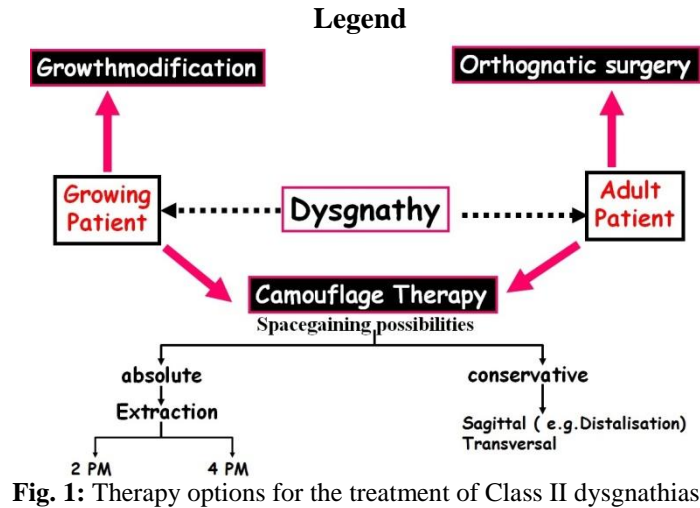 Legend
Growthmodification
Orthognatic surgery
Growing
Patient
Dysgnathy
Adult
Patient
Camouflage Therapy
Spacegaining possibilities
absolute
conservative
Extraction
Sagittal ( e.g.Distalisation)
Transversal
2 PM
4 PM
Fig. 1: Therapy options for the treatment of Class II dysgnathias